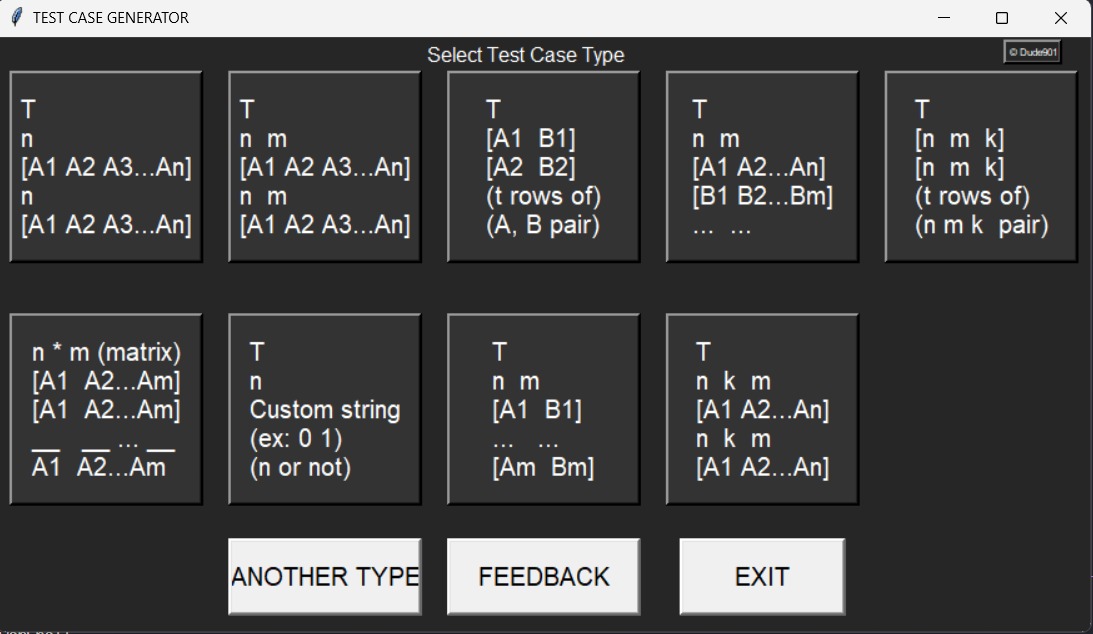 TEST CASE GENERATOR
Select Test Case Type
© Dude901
T
n
[A1 A2 A3...An]
n
[A1 A2 A3...An]
T
n m
[A1 A2 A3...An]
n m
[A1 A2 A3...An]
T
[A1 B1]
[A2 B2]
(t rows of)
(A, B pair)
T
n m
[A1 A2...An]
[B1 B2...Bm]
... ...
T
[n m k]
[n m k]
(t rows of)
(n m k pair)
n * m (matrix)
[A1 A2...Am]
[A1 A2...Am]
__ __ ... __
A1 A2...Am
T
n
Custom string
(ex: 0 1)
(n or not)
T
n m
[A1 B1]
... ...
[Am Bm]
T
n k m
[A1 A2...An]
n k m
[A1 A2...An]
ANOTHER TYPE
FEEDBACK
EXIT